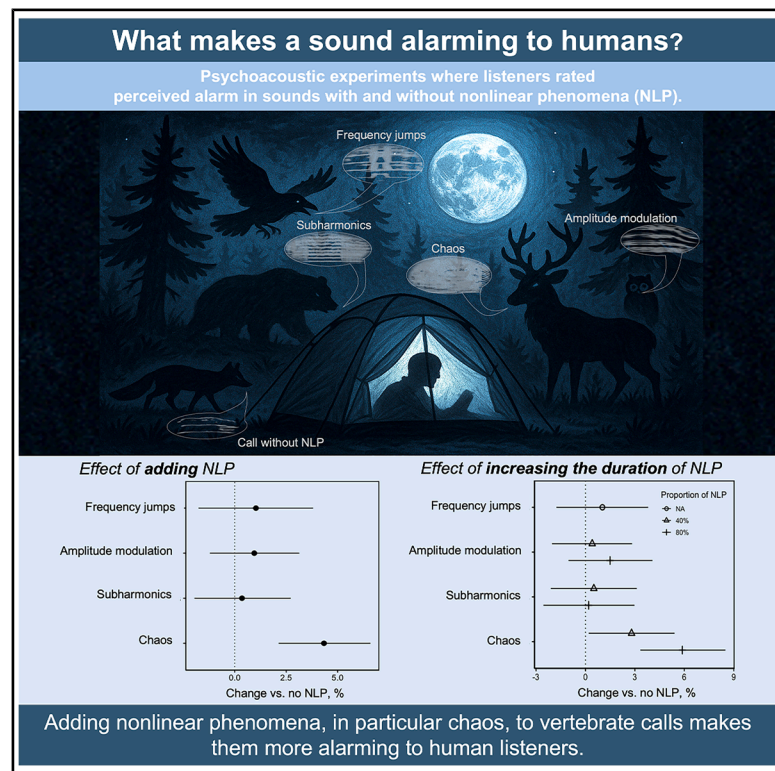 What makes a sound alarming to humans?
Psychoacoustic experiments where listeners rated
perceived alarm in sounds with and without nonlinear phenomena (NLP).
Frequency jumps
Amplitude modulation
Subharmonics
Chaos
Call without NLP
Effect of adding NLP
Frequency jumps
Amplitude modulation
Subharmonics
Chaos
0.0 2.5 5.0
Change vs. no NLP, %
Effect of increasing the duration of NLP
Proportion of NLP
NA
40%
80%
Frequency jumps
Amplitude modulation
Subharmonics
Chaos
-3 0 3 6 9
Change vs. no NLP, %
Adding nonlinear phenomena, in particular chaos, to vertebrate calls makes
them more alarming to human listeners.